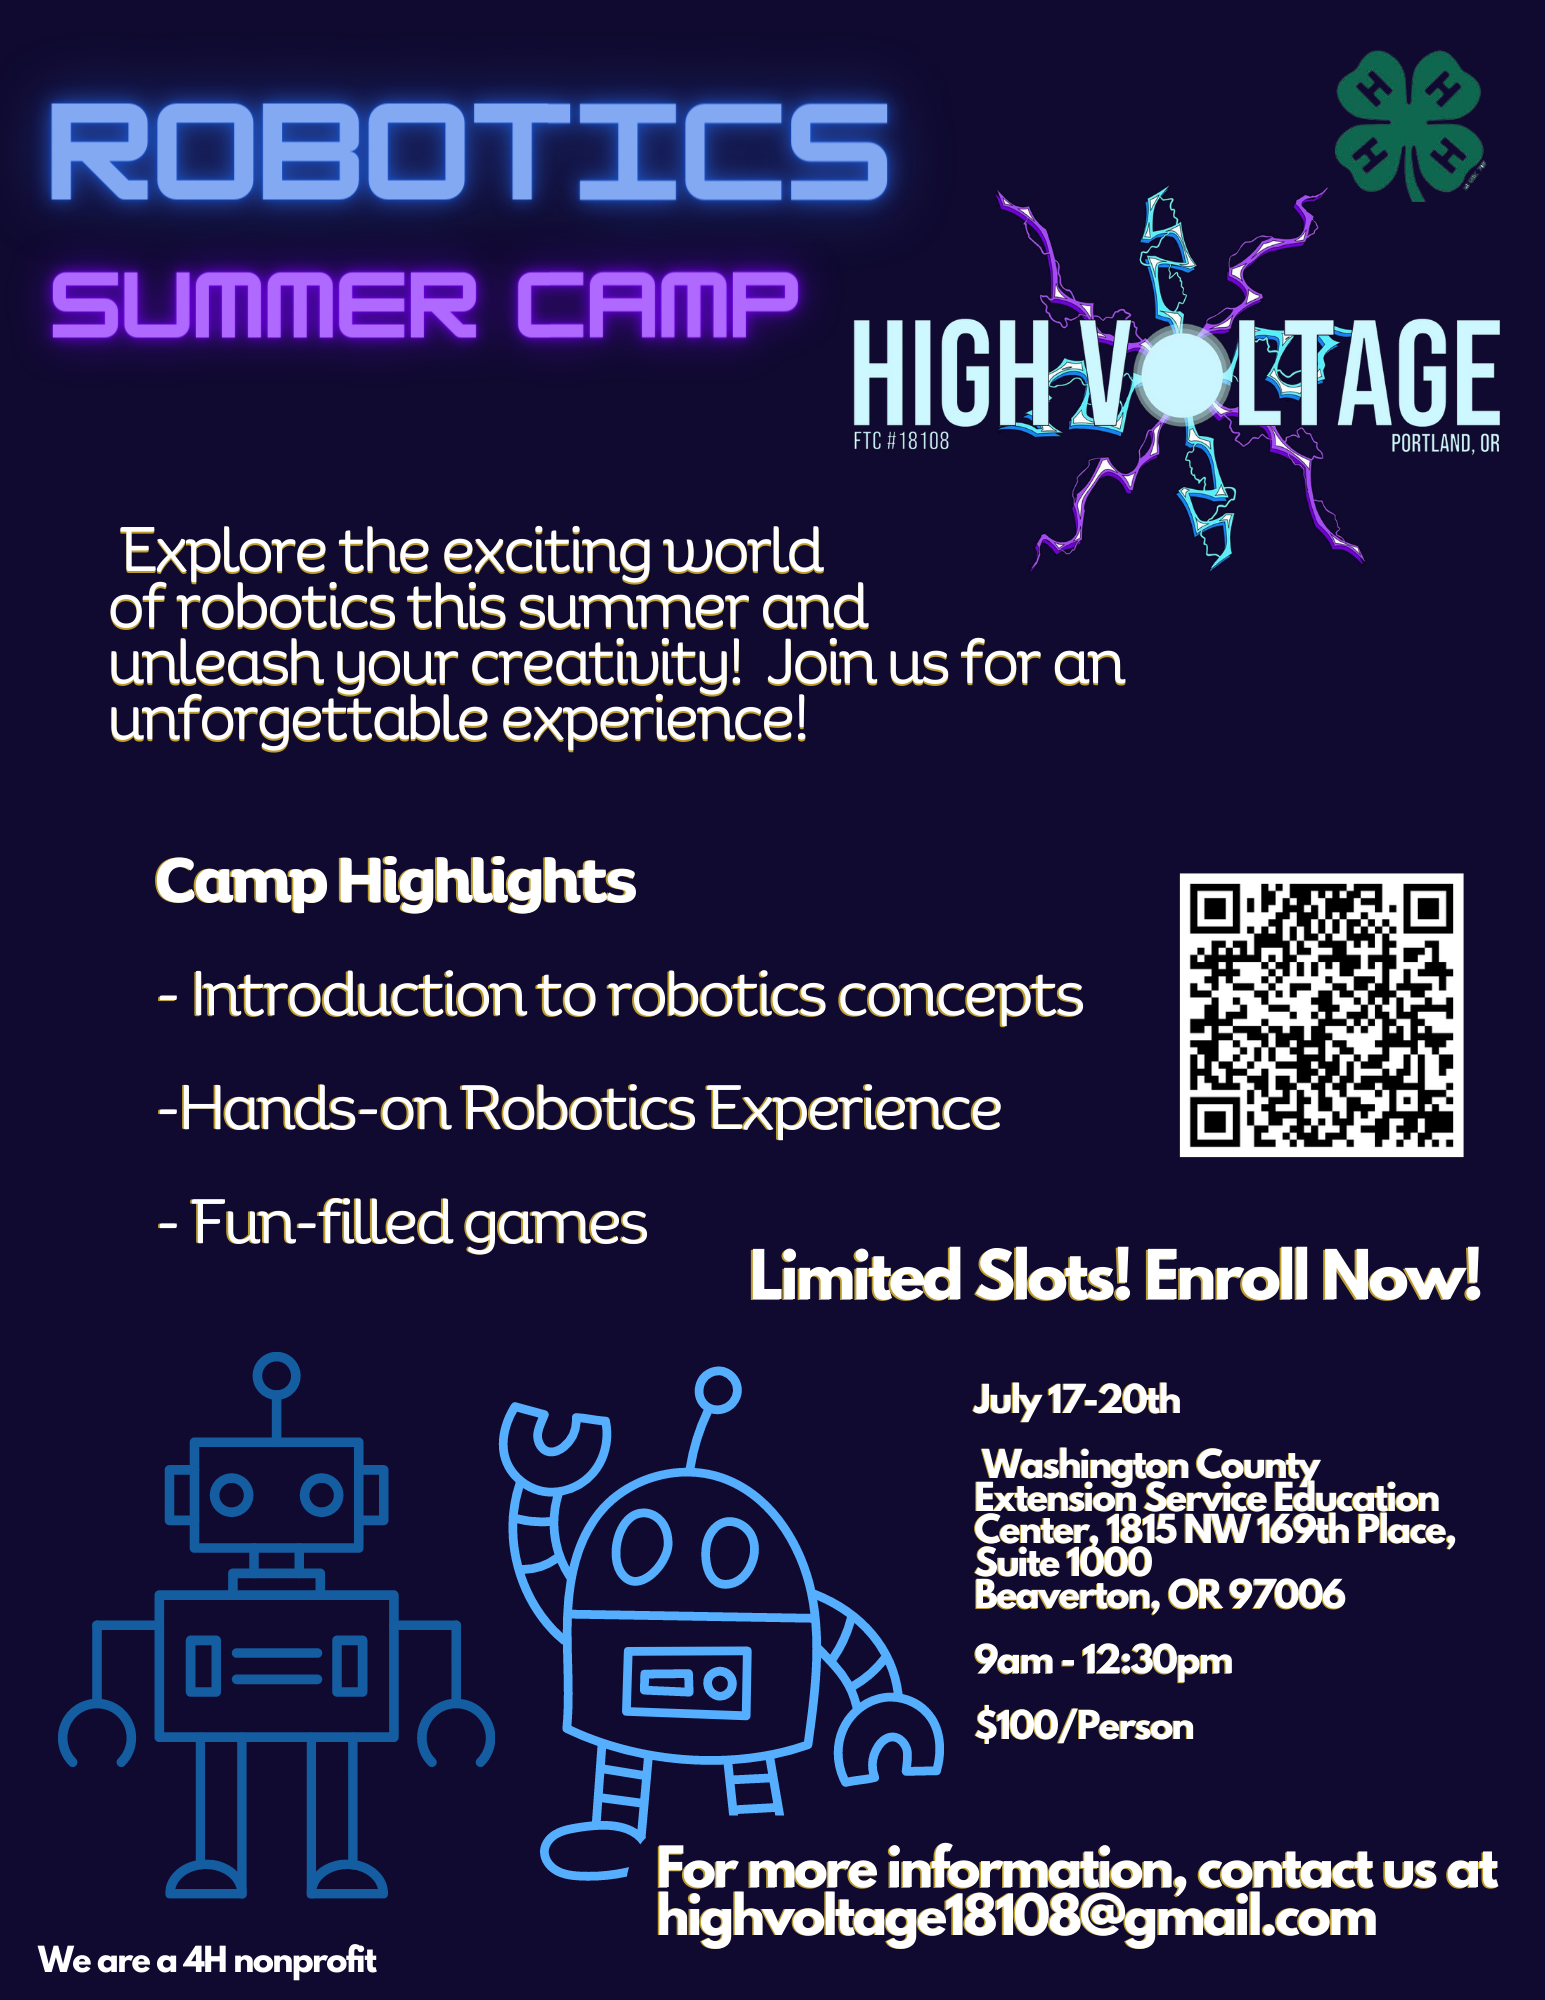 ROBOTICS
SUMMER CAMP
H H
H H
HIGH VOLTAGE
FTC #18108
PORTLAND, OR
Explore the exciting world
of robotics this summer and
unleash your creativity!  Join us for an
unforgettable experience!
Camp Highlights
- Introduction to robotics concepts
-Hands-on Robotics Experience
- Fun-filled games
Limited Slots! Enroll Now!
July 17-20th
Washington County
Extension Service Education
Center, 1815 NW 169th Place,
Suite 1000
Beaverton, OR 97006
9am - 12:30pm
$100/Person
For more information, contact us at
highvoltage18108@gmail.com
We are a 4H nonprofit